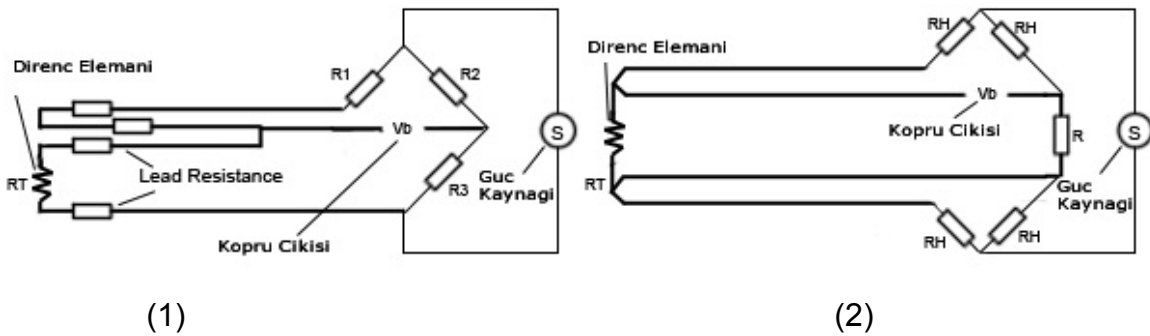 Direnc Elemani
R1
R2
Vb
S
RT
Lead Resistance
R3
Guc
Kaynagi
Kopru Cikisi
(1)
RH
RH
Direnc Elemani
Vb
Kopru Cikisi
R
S
RT
Guc
Kaynagi
RH
RH
(2)